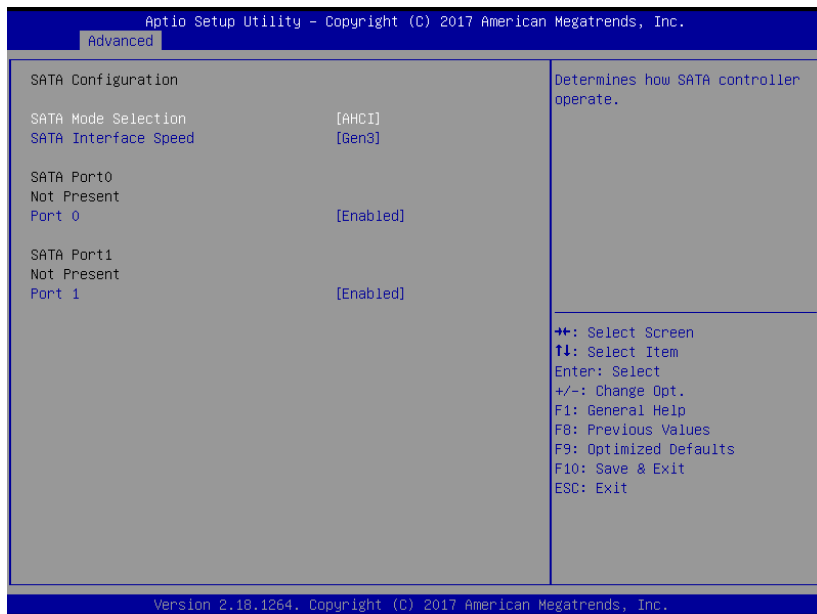 Aptio Setup Utility – Copyright (C) 2017 American Megatrends, Inc.
Advanced
SATA Configuration
SATA Mode Selection [AHCI]
SATA Interface Speed [Gen3]
SATA Port0
Not Present
Port 0 [Enabled]
SATA Port1
Not Present
Port 1 [Enabled]
Determines how SATA controller
operate.
→←: Select Screen
↑↓: Select Item
Enter: Select
+/-: Change Opt.
F1: General Help
F8: Previous Values
F9: Optimized Defaults
F10: Save & Exit
ESC: Exit
Version 2.18.1264. Copyright (C) 2017 American Megatrends, Inc.